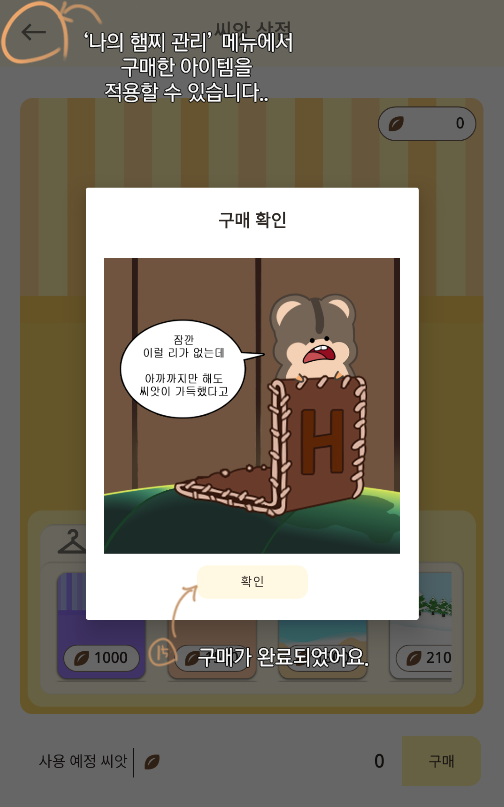 씨앗 상점
‘나의 햄찌 관리’ 메뉴에서
구매한 아이템을
적용할 수 있습니다..
0
구매 확인
잠깐
이럴 리가 없는데
아까까지만 해도
씨앗이 가득했다고
H
확인
15
구매가 완료되었어요.
1000
210
사용 예정 씨앗
0
구매